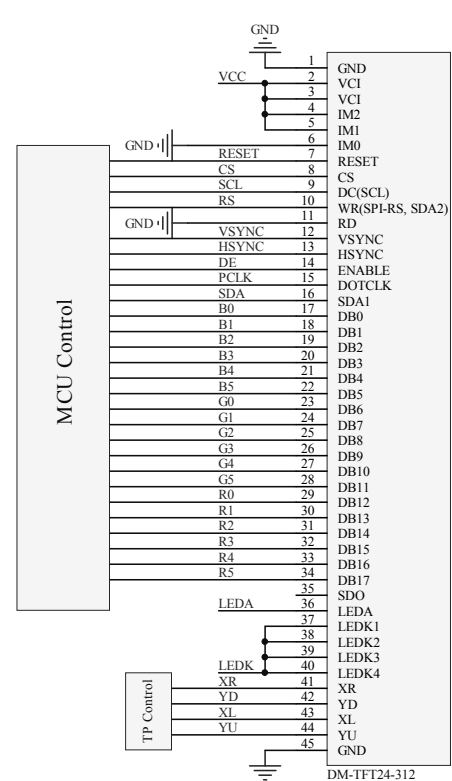 GND
1 GND
VCC 2 VCI
3 VCI
4 IM2
5 IM1
GND 6 IM0
RESET 7 RESET
CS 8 CS
SCL 9 DC(SCL)
RS 10 WR(SPI-RS, SDA2)
GND 11 RD
VSYNC 12 VSYNC
HSYNC 13 HSYNC
DE 14 ENABLE
PCLK 15 DOTCLK
SDA 16 SDA1
B0 17 DB0
B1 18 DB1
B2 19 DB2
B3 20 DB3
B4 21 DB4
B5 22 DB5
G0 23 DB6
G1 24 DB7
G2 25 DB8
G3 26 DB9
G4 27 DB10
G5 28 DB11
R0 29 DB12
R1 30 DB13
R2 31 DB14
R3 32 DB15
R4 33 DB16
R5 34 DB17
35 SDO
LEDA 36 LEDA
37 LEDK1
38 LEDK2
39 LEDK3
LEDK 40 LEDK4
XR 41 XR
YD 42 YD
XL 43 XL
YU 44 YU
45 GND
MCU Control
TP Control
DM-TFT24-312